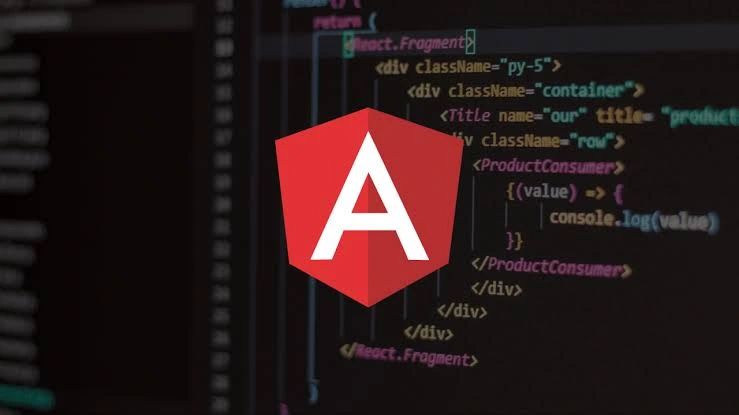 return (
<React.Fragment>
<div className="py-5">
<div className="container">
<Title name="our" title= "product
div className="row">
<ProductConsumer>
{(value) => {
console.log(value)
}}
</ProductConsumer>
</div>
</div>
</div>
</React.Fragment>
}
A